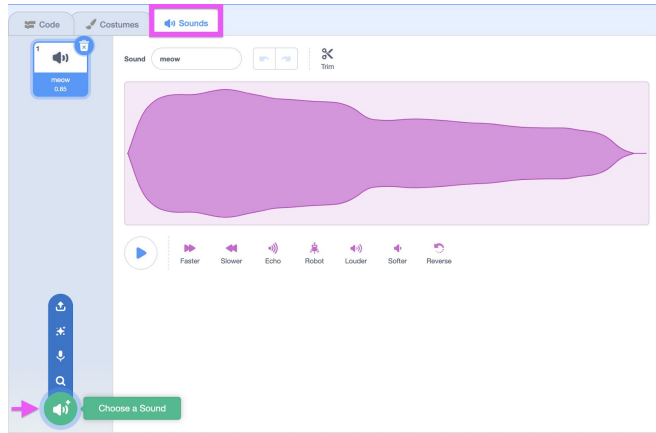 Code Costumes Sounds
1
meow
0.85
Sound meow
Trim
Faster Slower Echo Robot Louder Softer Reverse
Choose a Sound